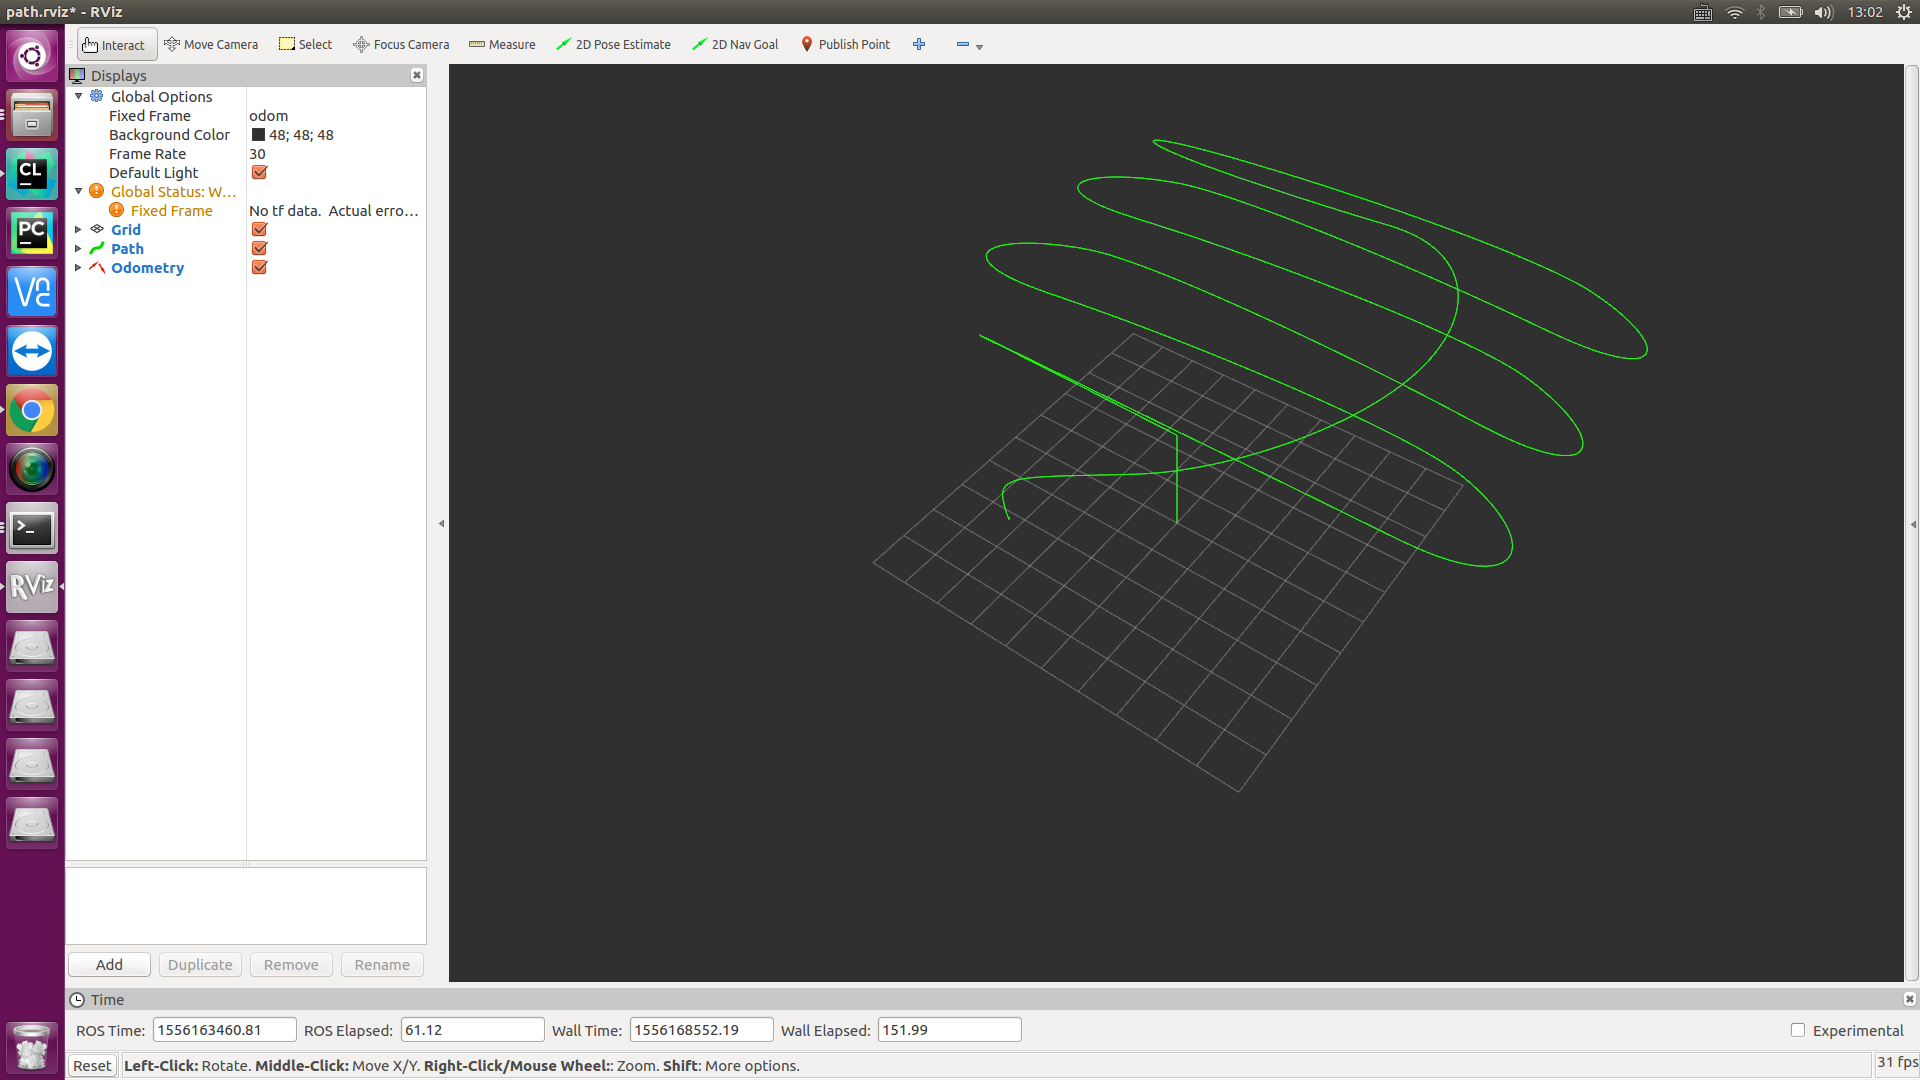 path.rviz* - RViz
13:02
Interact Move Camera Select Focus Camera Measure 2D Pose Estimate 2D Nav Goal Publish Point
Displays
Global Options
Fixed Frame odom
Background Color 48; 48; 48
Frame Rate 30
Default Light
Global Status: W...
Fixed Frame No tf data. Actual erro...
Grid
Path
Odometry
CL
PC
Vnc
>_
RViz
Add Duplicate Remove Rename
Time
ROS Time: 1556163460.81 ROS Elapsed: 61.12 Wall Time: 1556168552.19 Wall Elapsed: 151.99 Experimental
Reset Left-Click: Rotate. Middle-Click: Move X/Y. Right-Click/Mouse Wheel:: Zoom. Shift: More options. 31 fps